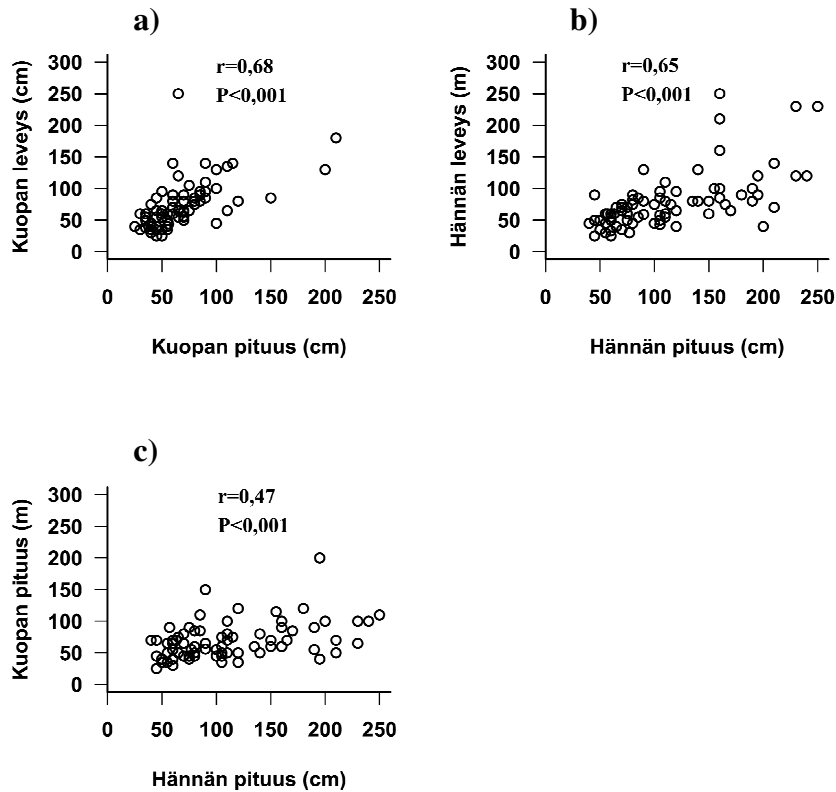 a)
r=0,68
P<0,001
Kuopan leveys (cm)
300
250
200
150
100
50
0
0 50 100 150 200 250
Kuopan pituus (cm)
b)
r=0,65
P<0,001
Hännän leveys (m)
300
250
200
150
100
50
0
0 50 100 150 200 250
Hännän pituus (cm)
c)
r=0,47
P<0,001
Kuopan pituus (m)
300
250
200
150
100
50
0
0 50 100 150 200 250
Hännän pituus (cm)